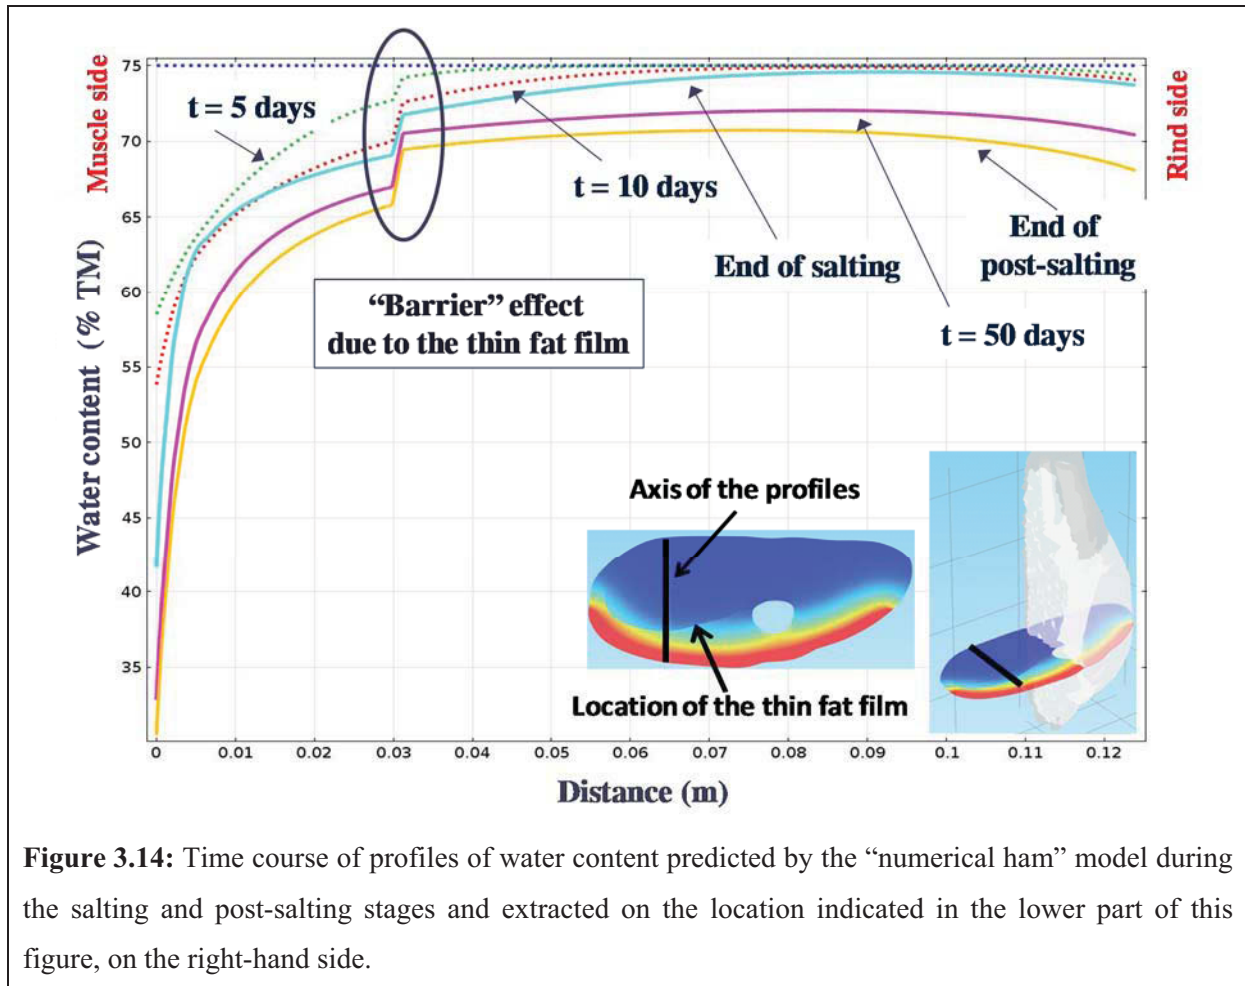 Muscle side
Rind side
Water content (% TM)
75
70
65
60
55
50
45
40
35
t = 5 days
t = 10 days
End of salting
End of
post-salting
t = 50 days
“Barrier” effect
due to the thin fat film
Axis of the profiles
Location of the thin fat film
0
0.01
0.02
0.03
0.04
0.05
0.06
0.07
0.08
0.09
0.1
0.11
0.12
Distance (m)
Figure 3.14: Time course of profiles of water content predicted by the “numerical ham” model during
the salting and post-salting stages and extracted on the location indicated in the lower part of this
figure, on the right-hand side.